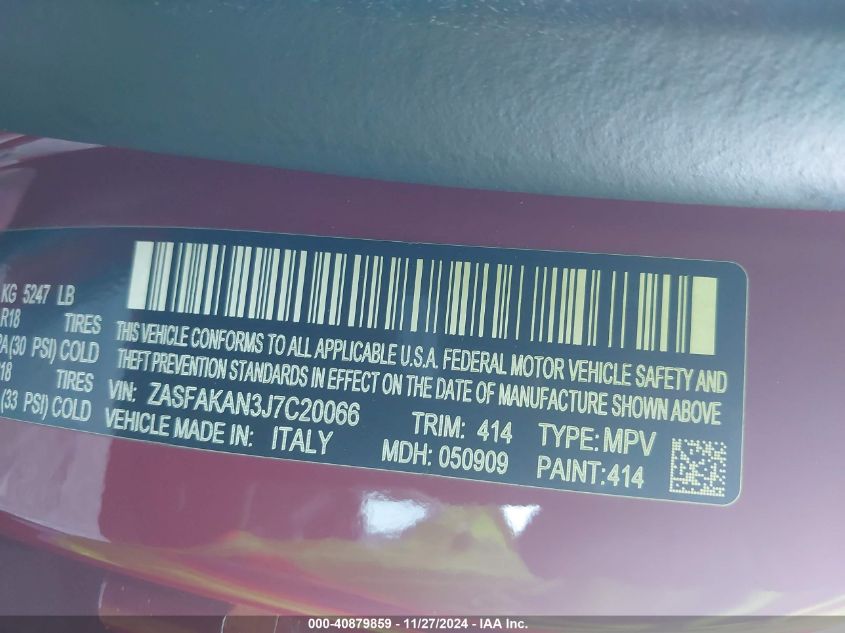 KG 5247 LB
R18 TIRES
(30 PSI) COLD
TIRES
(33 PSI) COLD
THIS VEHICLE CONFORMS TO ALL APPLICABLE U.S.A. FEDERAL MOTOR VEHICLE SAFETY AND
THEFT PREVENTION STANDARDS IN EFFECT ON THE DATE OF MANUFACTURE SHOWN ABOVE
VIN: ZASFAKAN3J7C20066 TRIM: 414 TYPE: MPV
VEHICLE MADE IN: ITALY MDH: 050909 PAINT:414
000-40879859 - 11/27/2024 - IAA Inc.